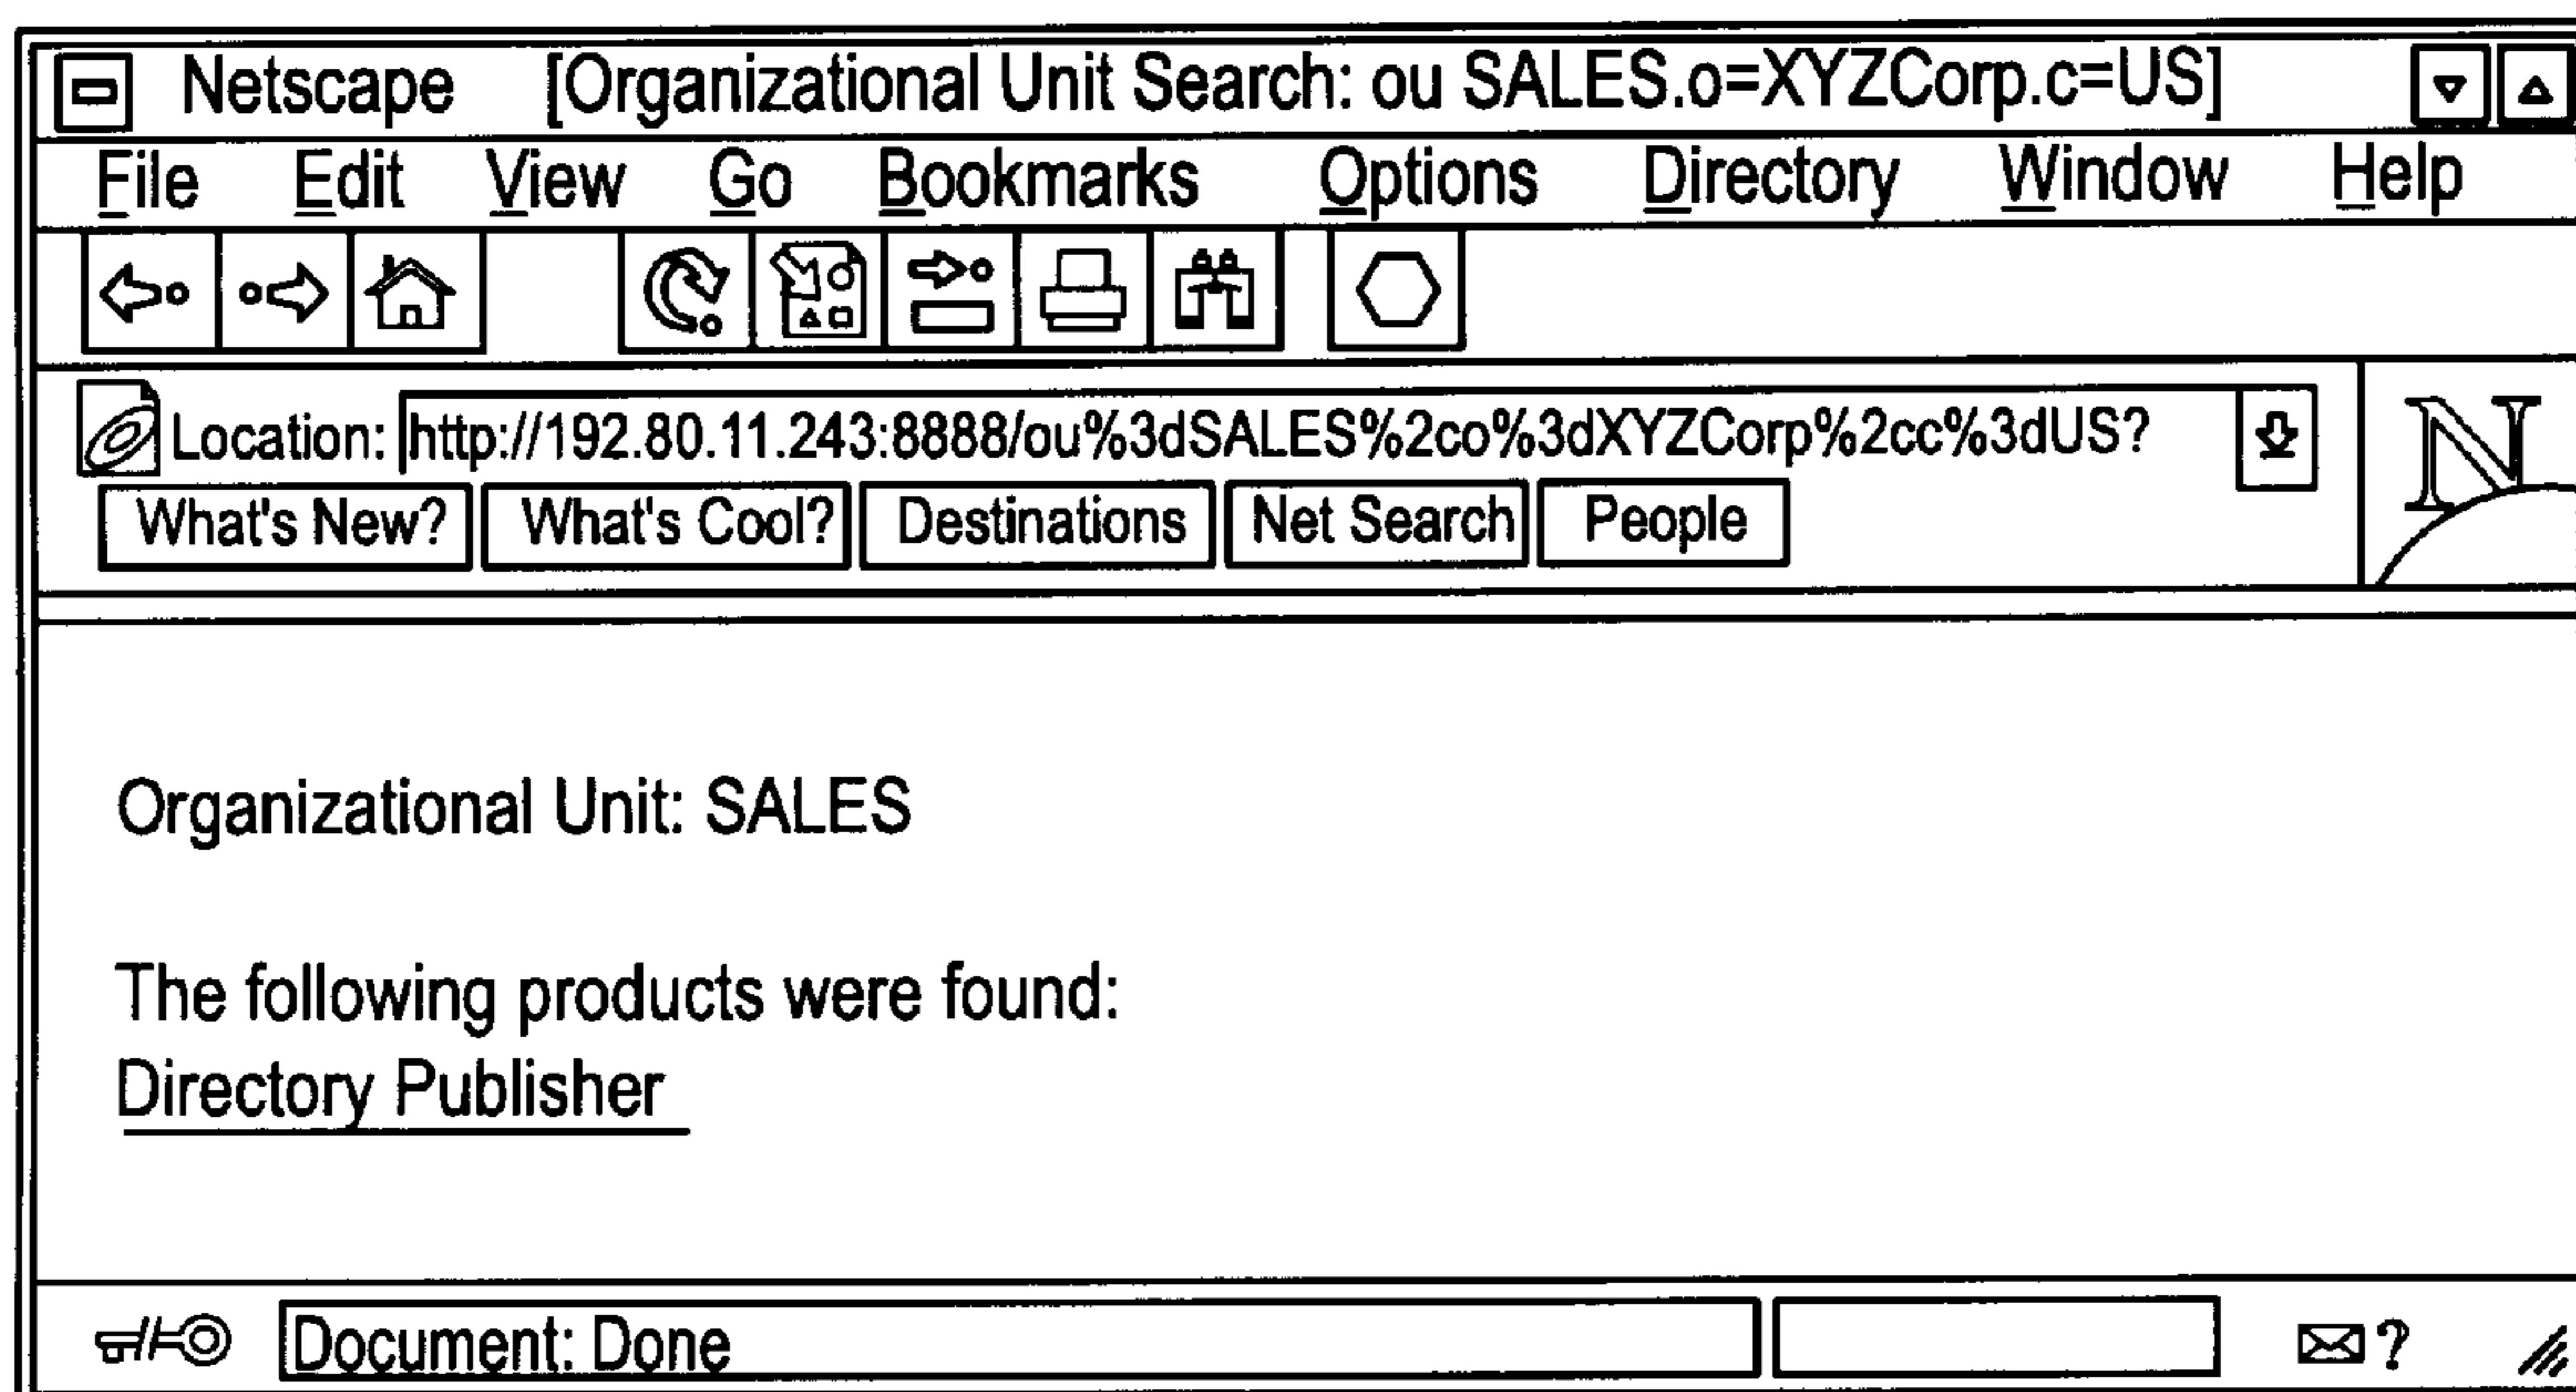 Netscape [Organizational Unit Search: ou SALES.o=XYZCorp.c=US]
File Edit View Go Bookmarks Options Directory Window Help
Location: http://192.80.11.243:8888/ou%3dSALES%2co%3dXYZCorp%2cc%3dUS?
N
What's New? What's Cool? Destinations Net Search People
Organizational Unit: SALES
The following products were found:
Directory Publisher
Document: Done ?